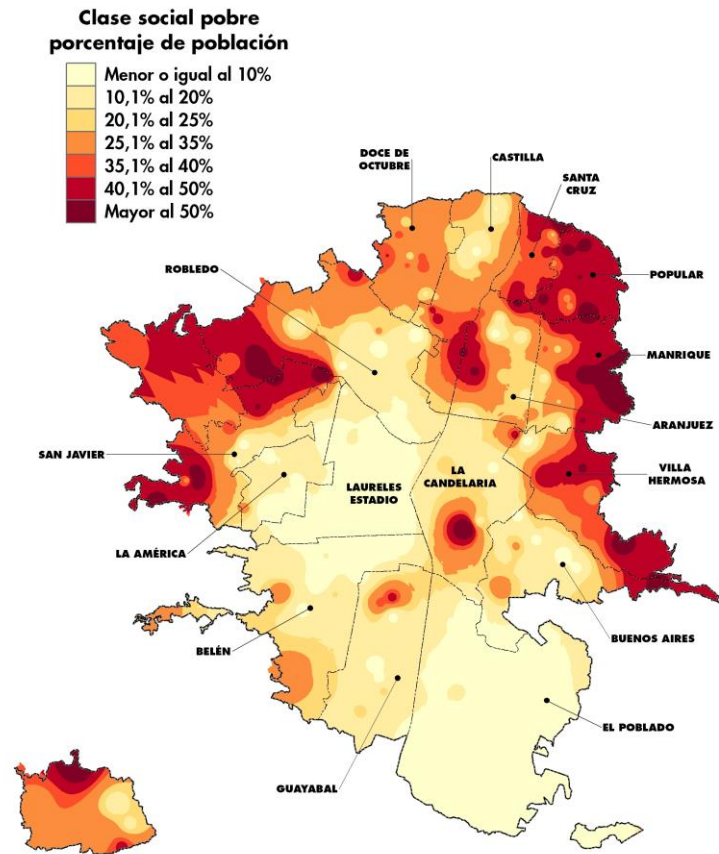 Clase social pobre
porcentaje de población
Menor o igual al 10%
10,1% al 20%
20,1% al 25%
25,1% al 35%
35,1% al 40%
40,1% al 50%
Mayor al 50%
DOCE DE
OCTUBRE
CASTILLA
SANTA
CRUZ
ROBLEDO
POPULAR
MANRIQUE
ARANJUEZ
SAN JAVIER
LAURELES
ESTADIO
LA
CANDELARIA
VILLA
HERMOSA
LA AMÉRICA
BELÉN
BUENOS AIRES
EL POBLADO
GUAYABAL